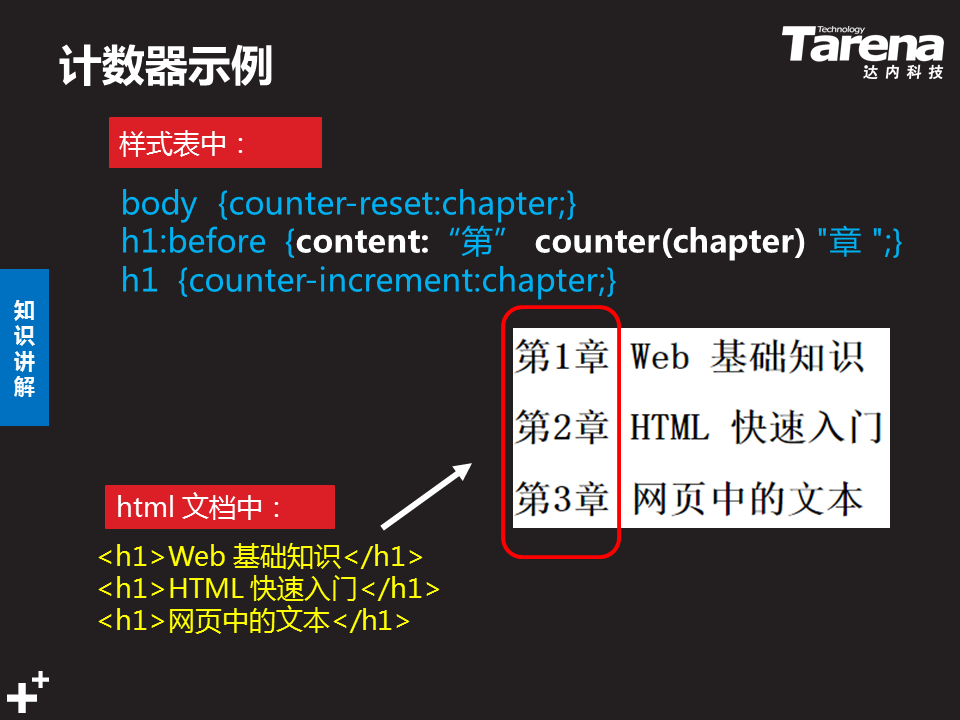 计数器示例
Technology
Tarena
达内科技
样式表中：
body {counter-reset:chapter;}
h1:before {content:“第” counter(chapter) "章 ";}
h1 {counter-increment:chapter;}
知识讲解
第1章 Web 基础知识
第2章 HTML 快速入门
第3章 网页中的文本
html 文档中：
<h1>Web 基础知识</h1>
<h1>HTML 快速入门</h1>
<h1>网页中的文本</h1>